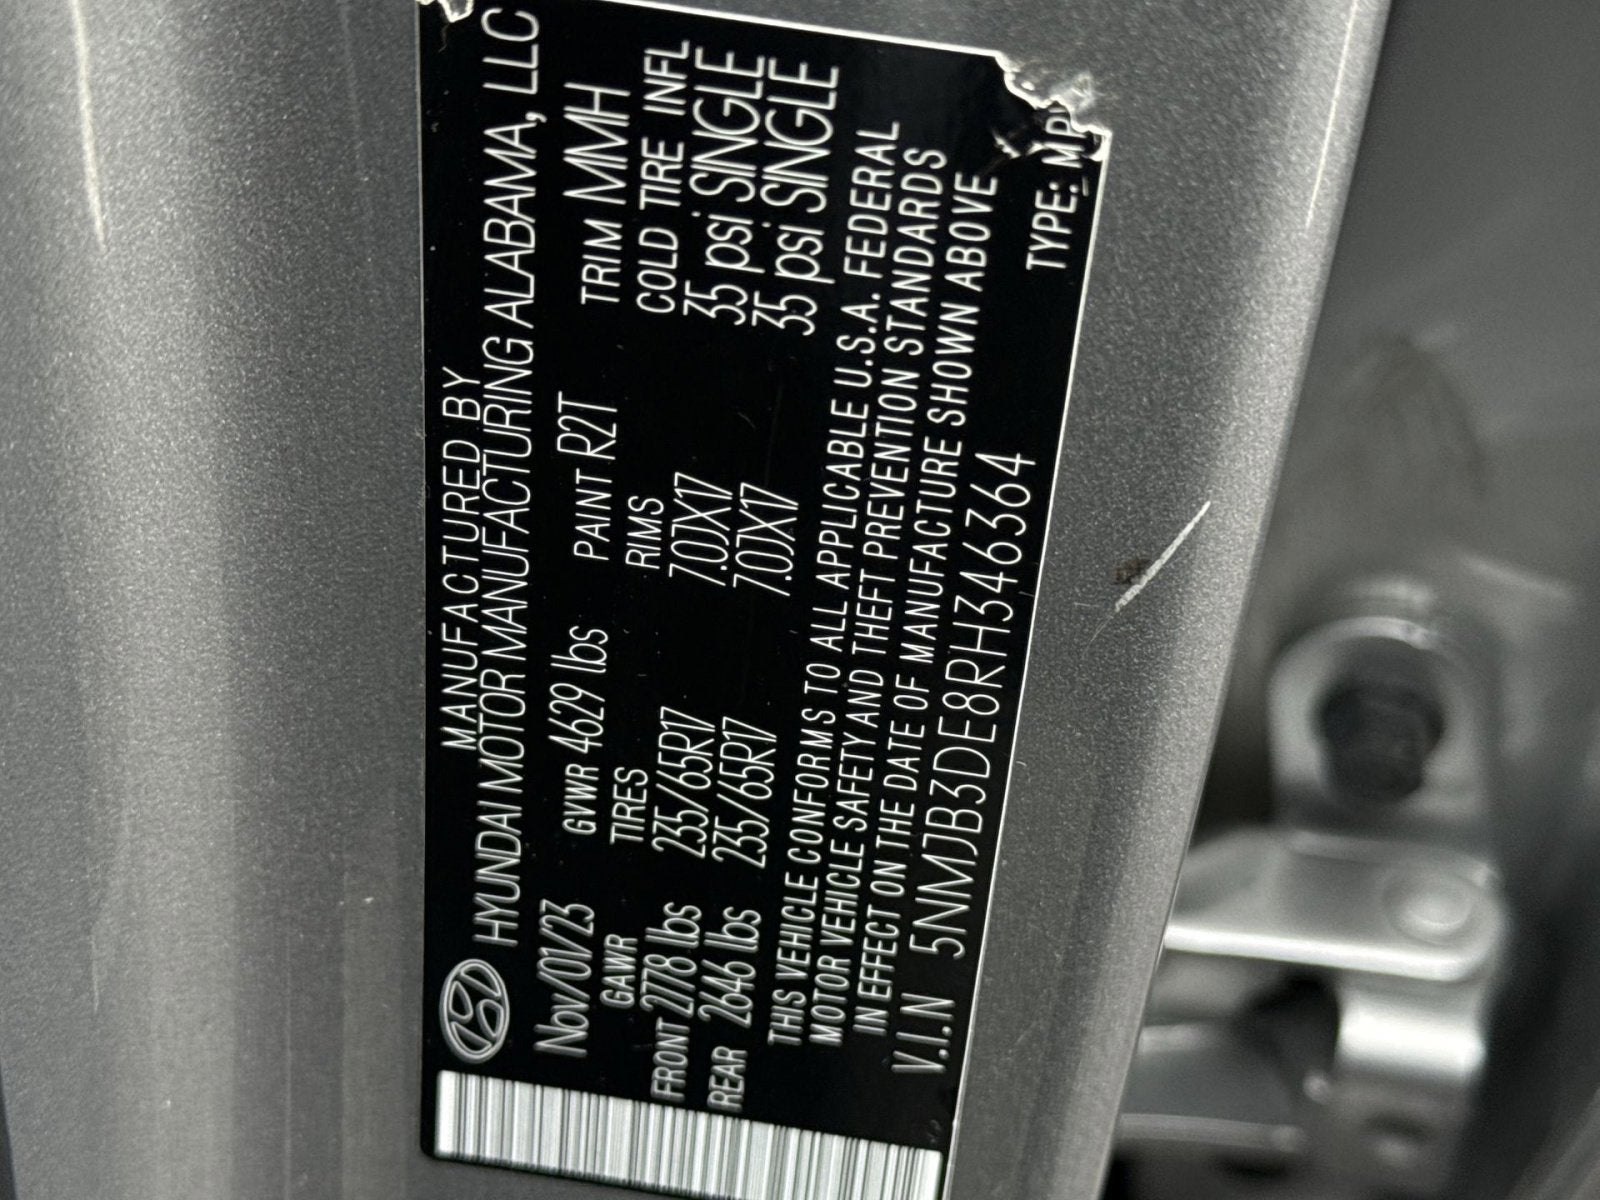 MANUFACTURED BY
HYUNDAI MOTOR MANUFACTURING ALABAMA, LLC
Nov/01/23 GVWR 4629 lbs PAINT R2T TRIM MMH
GAWR TIRES RIMS COLD TIRE INFL
FRONT 2778 lbs 235/65R17 7.0JX17 35 psi SINGLE
REAR 2646 lbs 235/65R17 7.0JX17 35 psi SINGLE
THIS VEHICLE CONFORMS TO ALL APPLICABLE U.S.A. FEDERAL
MOTOR VEHICLE SAFETY AND THEFT PREVENTION STANDARDS
IN EFFECT ON THE DATE OF MANUFACTURE SHOWN ABOVE
V.I.N 5NMJB3DE8RH346364 TYPE: